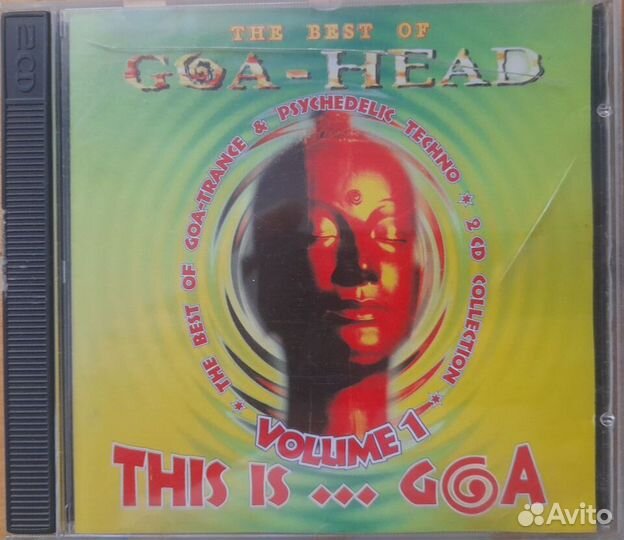 2CD
THE BEST OF
GOA-HEAD
* THE BEST OF GOA-TRANCE & PSYCHEDELIC TECHNO * 2 CD COLLECTION
VOLUME 1
THIS IS ... GOA
Avito